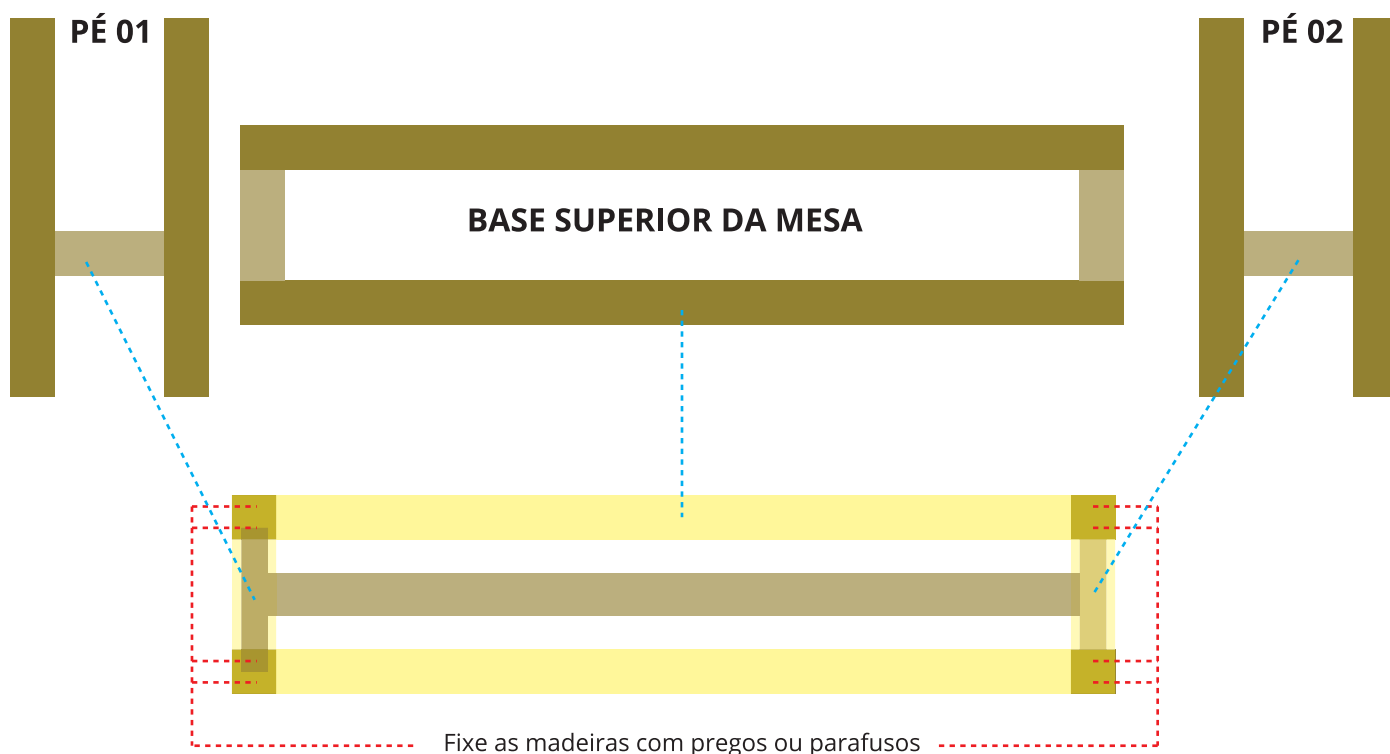 PÉ 01
PÉ 02
BASE SUPERIOR DA MESA
Fixe as madeiras com pregos ou parafusos